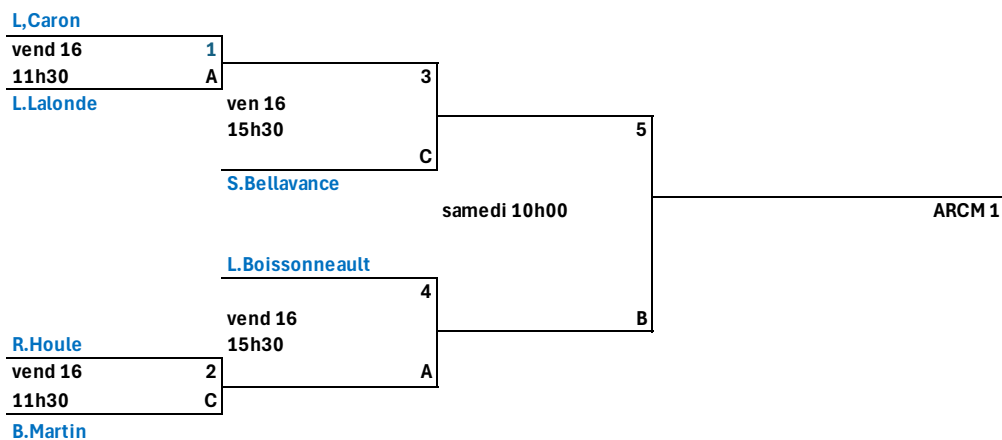 L,Caron
vend 16 1
11h30 A
L.Lalonde
3
ven 16
15h30
C
S.Bellavance
5
samedi 10h00
B
ARCM 1
L.Boissonneault
4
vend 16
15h30
A
R.Houle
vend 16 2
11h30 C
B.Martin